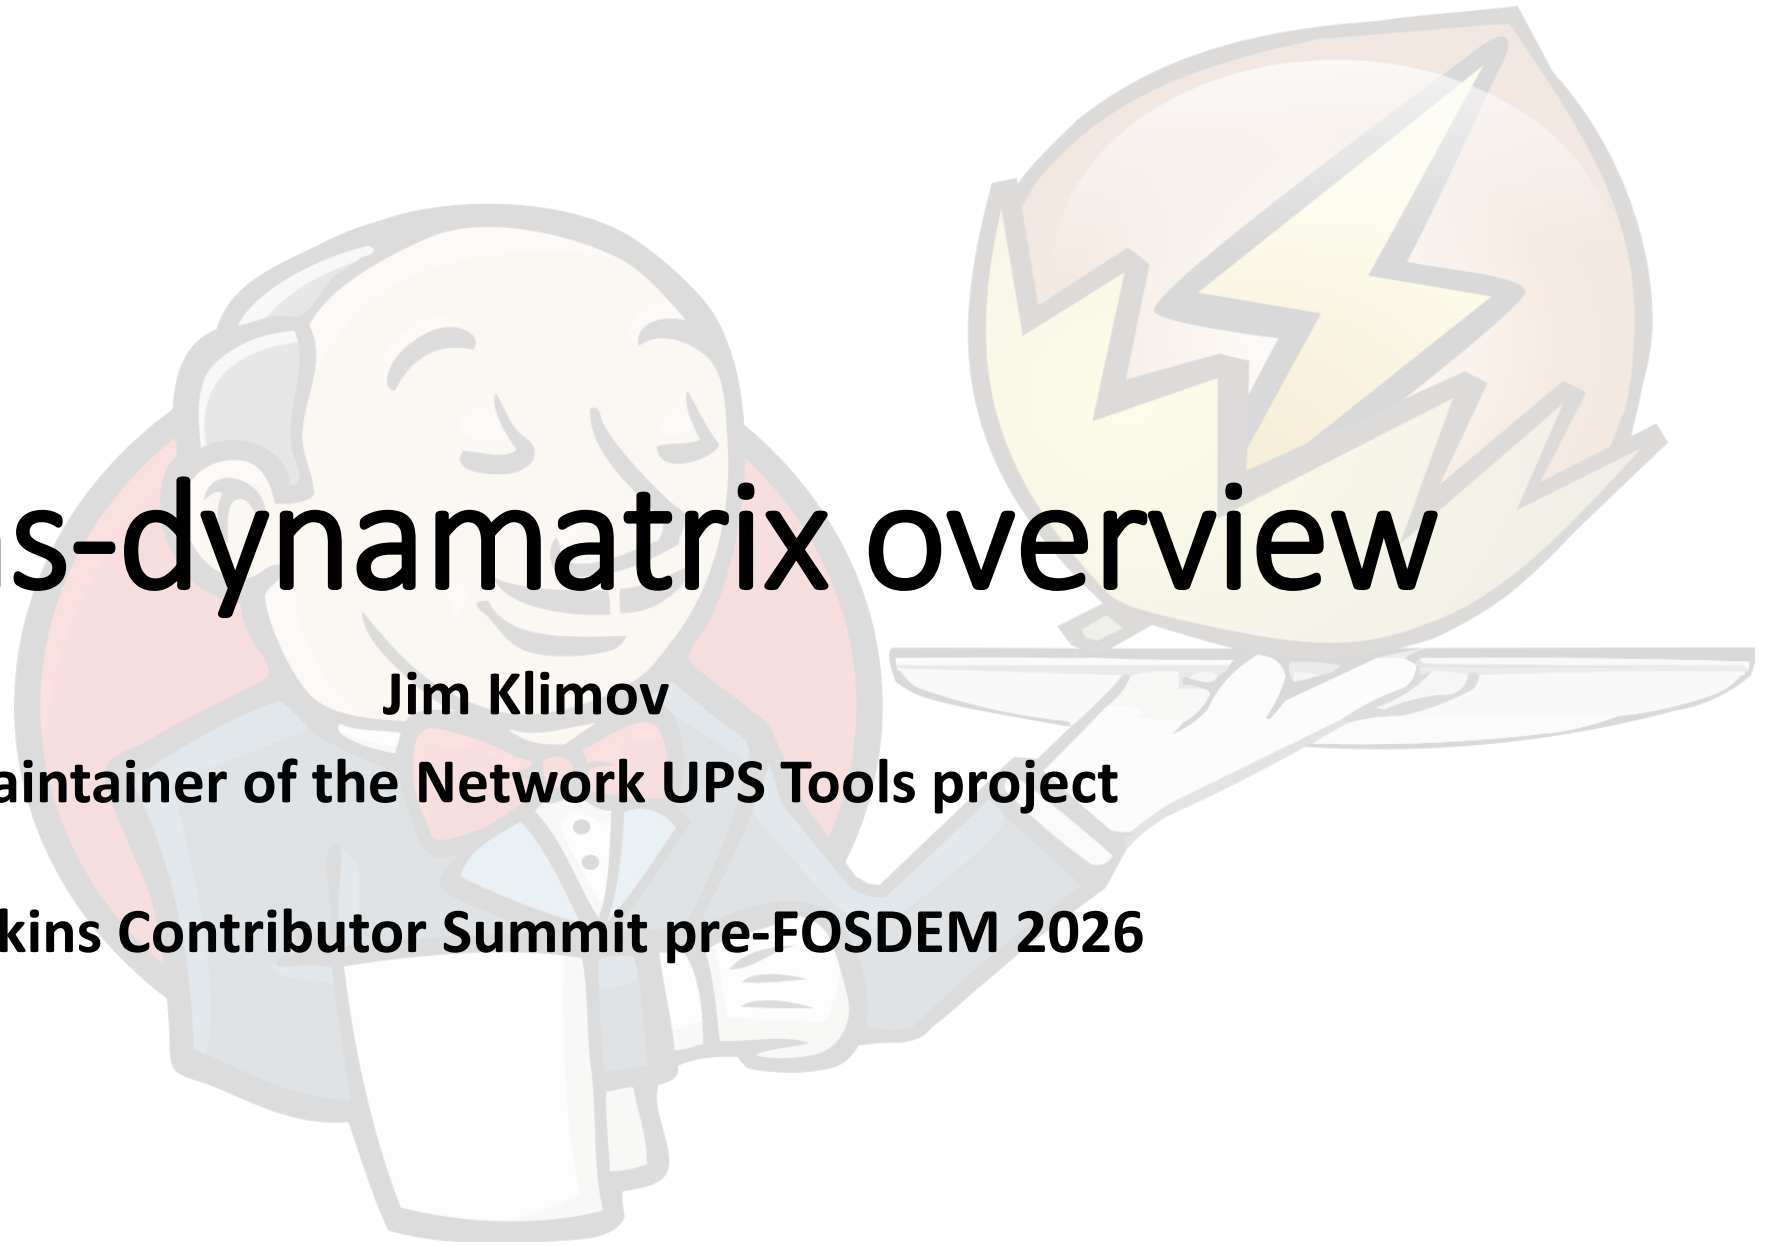 s-dynamatrix overview
Jim Klimov
aintainer of the Network UPS Tools project
kins Contributor Summit pre-FOSDEM 2026